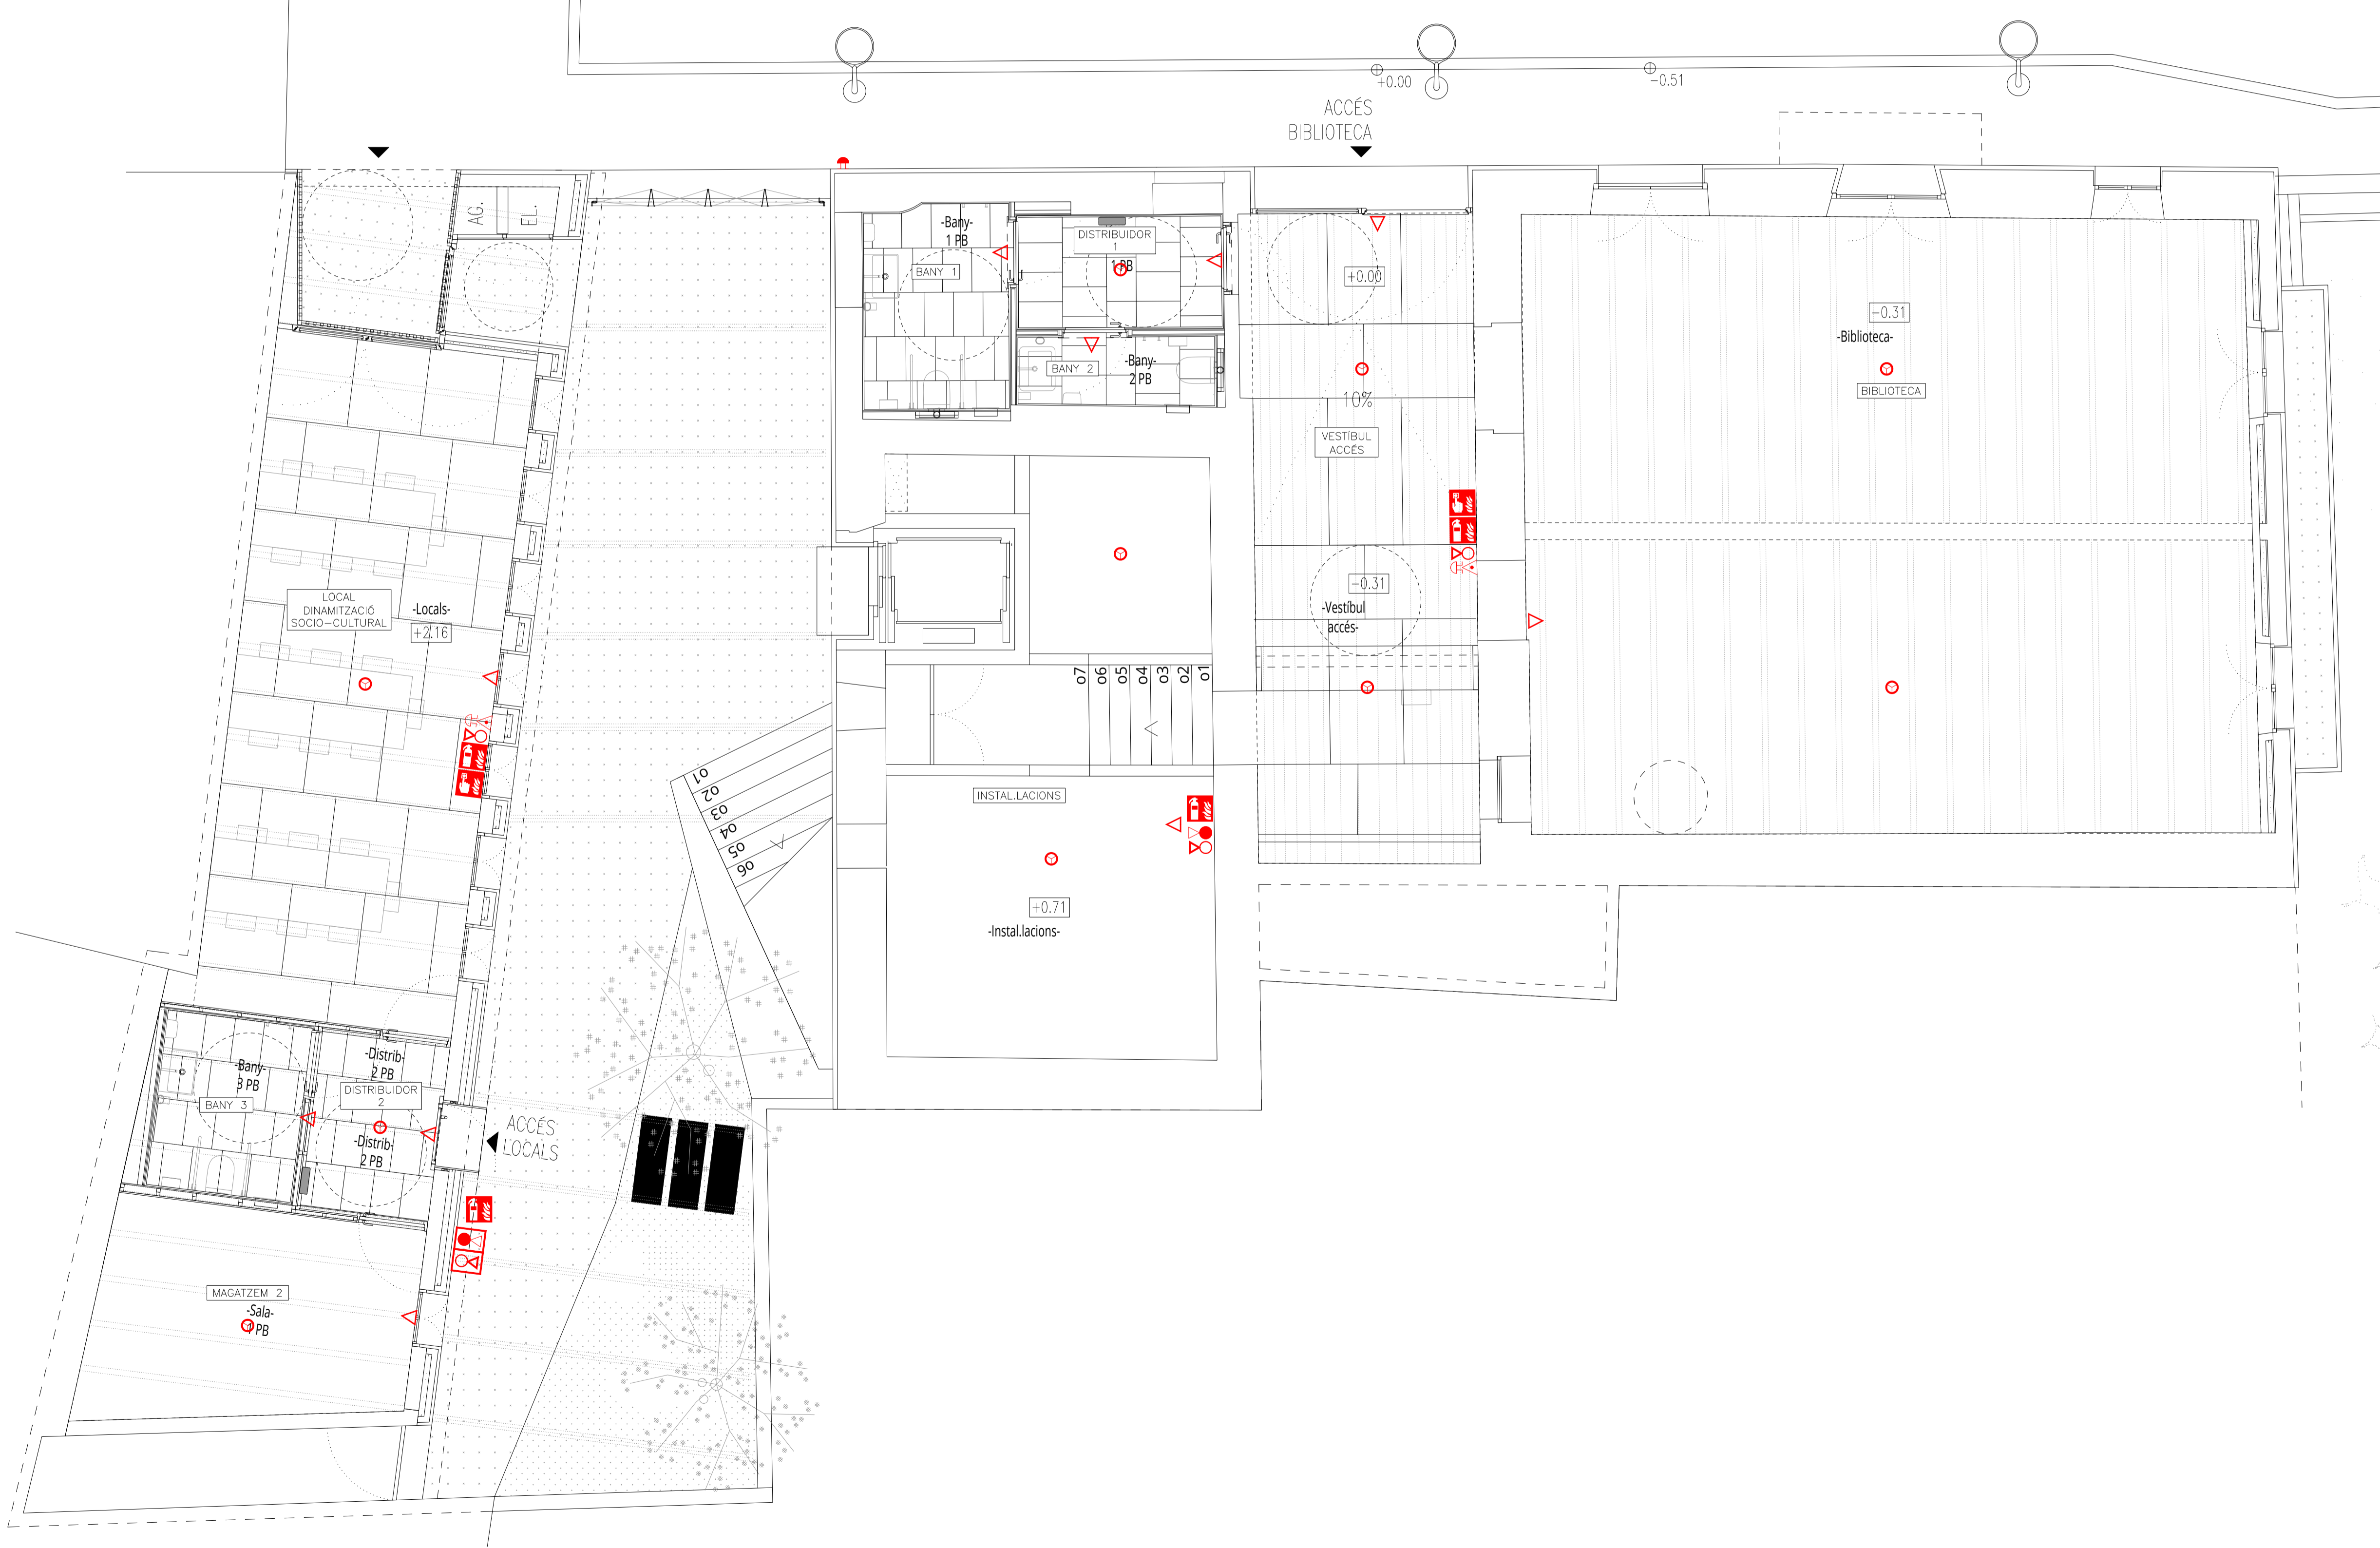 +0.00
-0.51
ACCÉS
BIBLIOTECA
AG.
EL.
-Bany-
1 PB
BANY 1
DISTRIBUIDOR
1
1 PB
BANY 2
-Bany-
2 PB
+0.00
10%
VESTÍBUL
ACCÉS
-0.31
-Biblioteca-
BIBLIOTECA
LOCAL
DINAMITZACIÓ
SOCIO-CULTURAL
-Locals-
+2.16
-0.31
-Vestíbul
accés-
07
06
05
04
03
02
01
01
02
03
04
05
06
INSTAL.LACIONS
+0.71
-Instal.lacions-
-Bany-
3 PB
BANY 3
-Distrib-
2 PB
DISTRIBUIDOR
2
-Distrib-
2 PB
ACCÉS
LOCALS
MAGATZEM 2
-Sala-
1 PB